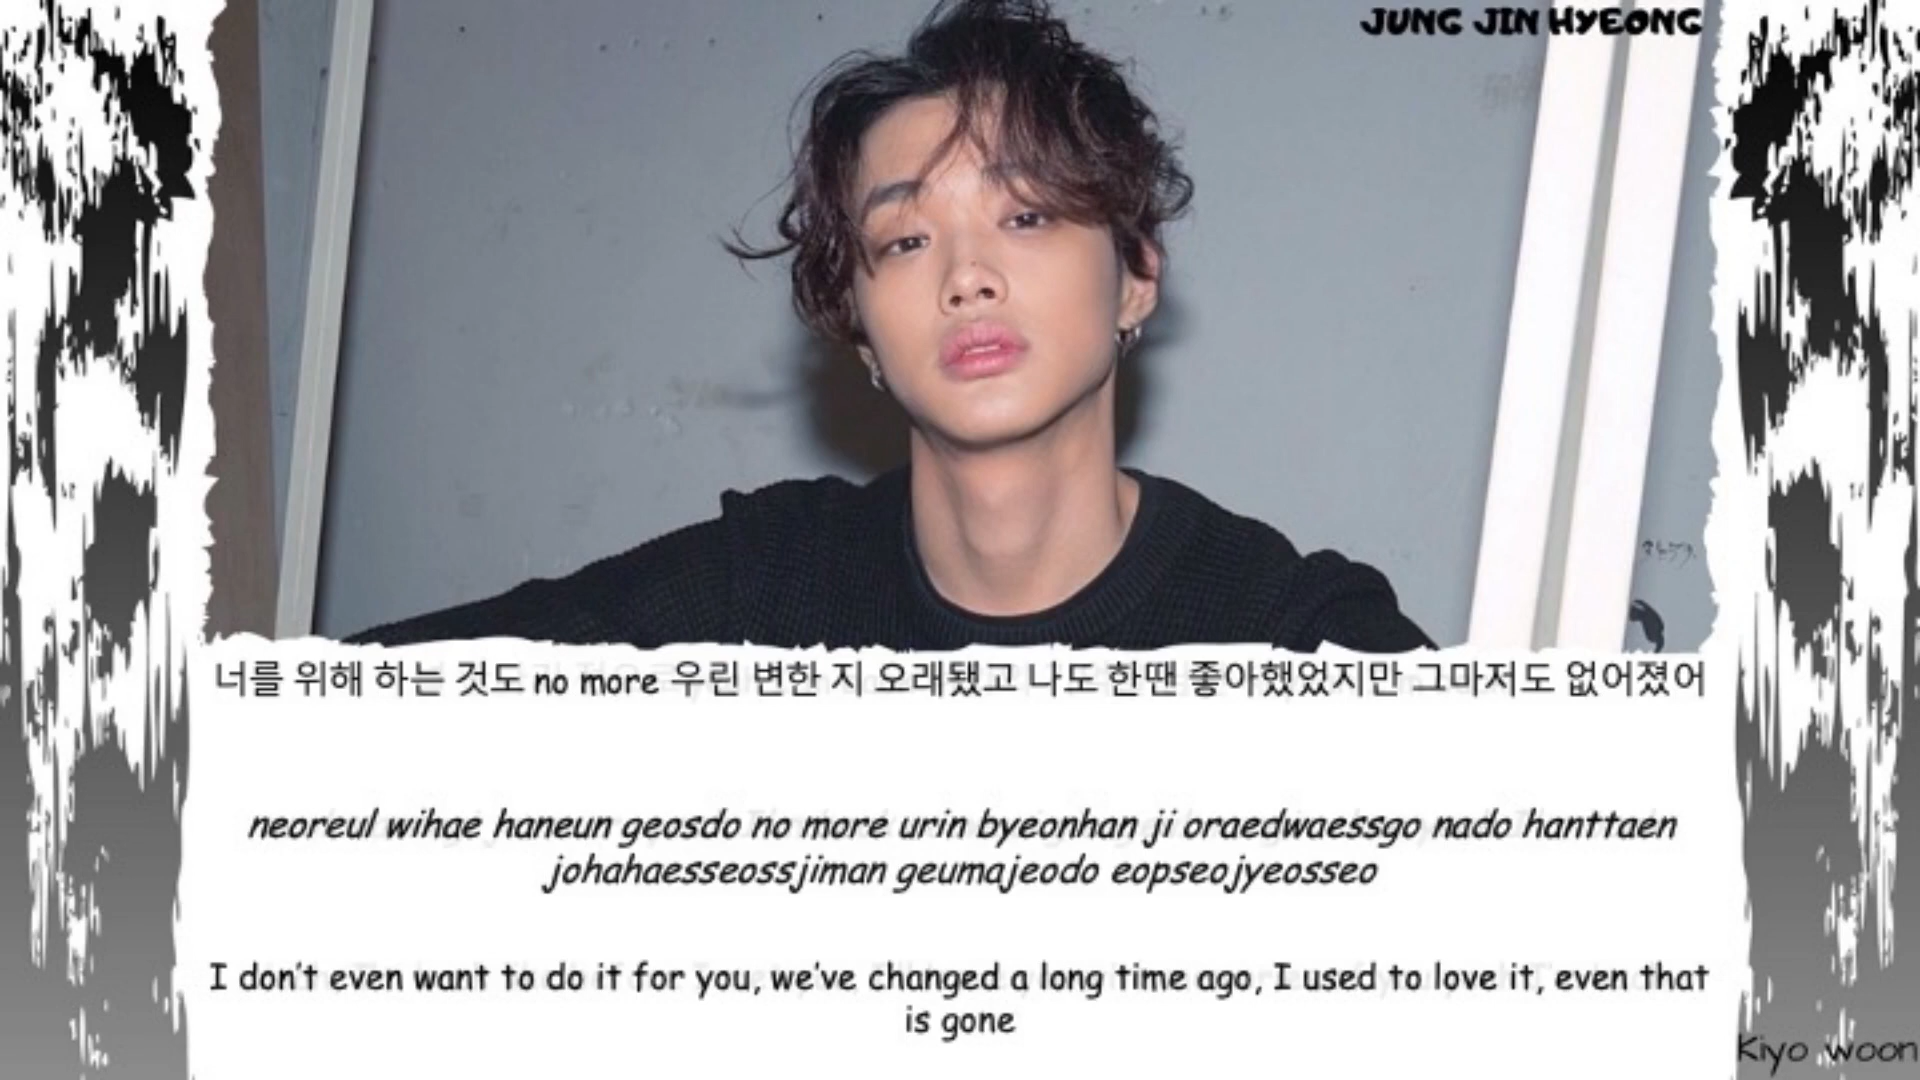 JUNG JIN HYEONG
너를 위해 하는 것도 no more 우린 변한 지 오래됐고 나도 한땐 좋아했었지만 그마저도 없어졌어
neoreul wihae haneun geosdo no more urin byeonhan ji oraedwaessgo nado hanttaen
johahaesseossjiman geumajeodo eopseojyeosseo
I don't even want to do it for you, we've changed a long time ago, I used to love it, even that
is gone
Kiyo woon